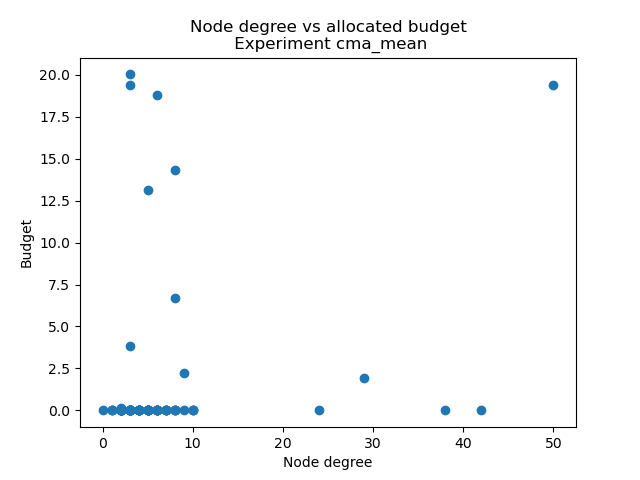 Node degree vs allocated budget
Experiment cma_mean
20.0
17.5
15.0
12.5
10.0
7.5
5.0
2.5
0.0
Budget
0 10 20 30 40 50
Node degree